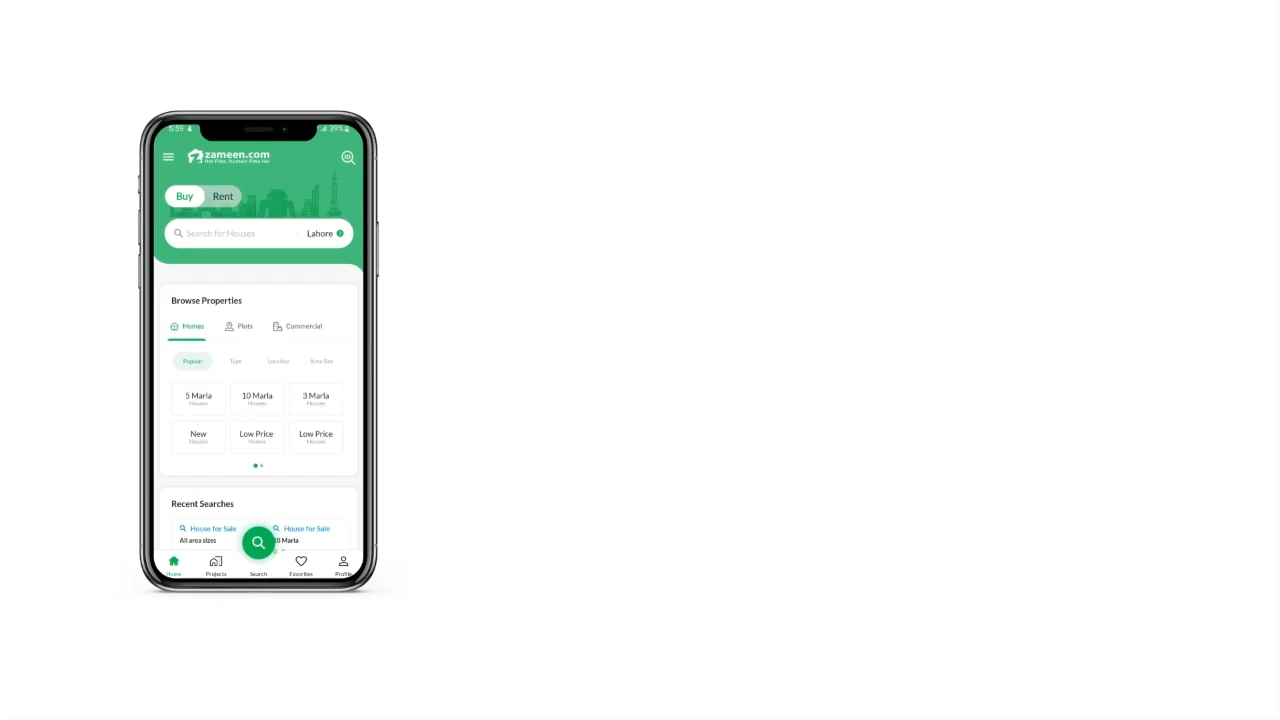 5:59
39%
zameen.com
Har Pata, Humain Pata Hai
Buy Rent
Search for Houses Lahore
Browse Properties
Homes Plots Commercial
Popular Type Location Area Size
5 Marla 10 Marla 3 Marla
Houses Houses Houses
New Low Price Low Price
Houses Houses Houses
Recent Searches
House for Sale House for Sale
All area sizes 10 Marla
Home Projects Search Favorites Profile